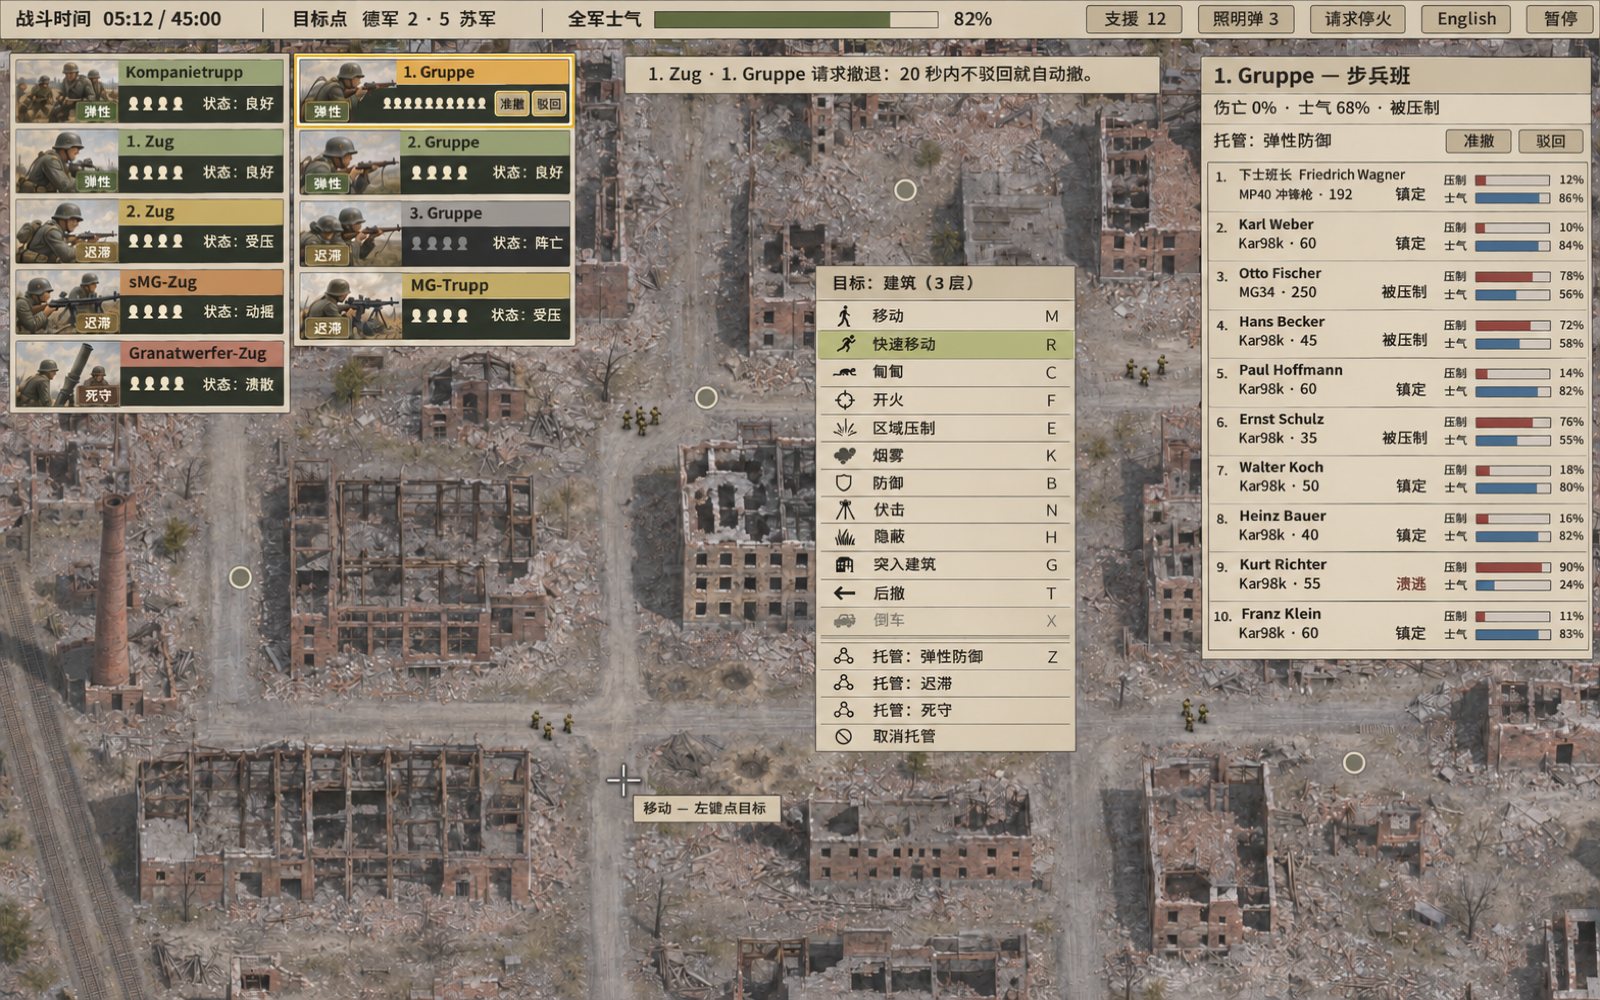 战斗时间 05:12 / 45:00
目标点 德军 2 · 5 苏军
全军士气 82%
支援 12
照明弹 3
请求停火
English
暂停
Kompanietrupp
弹性
状态：良好
1. Zug
弹性
状态：良好
2. Zug
迟滞
状态：受压
sMG-Zug
迟滞
状态：动摇
Granatwerfer-Zug
死守
状态：溃散
1. Gruppe
弹性
准撤
驳回
2. Gruppe
弹性
状态：良好
3. Gruppe
迟滞
状态：阵亡
MG-Trupp
迟滞
状态：受压
1. Zug · 1. Gruppe 请求撤退：20 秒内不驳回就自动撤。
目标：建筑（3 层）
移动 M
快速移动 R
匍匐 C
开火 F
区域压制 E
烟雾 K
防御 B
伏击 N
隐蔽 H
突入建筑 G
后撤 T
倒车 X
托管：弹性防御 Z
托管：迟滞
托管：死守
取消托管
移动 — 左键点目标
1. Gruppe — 步兵班
伤亡 0% · 士气 68% · 被压制
托管：弹性防御
准撤
驳回
1. 下士班长 Friedrich Wagner 压制 12%
MP40 冲锋枪 · 192 镇定 士气 86%
2. Karl Weber 压制 10%
Kar98k · 60 镇定 士气 84%
3. Otto Fischer 压制 78%
MG34 · 250 被压制 士气 56%
4. Hans Becker 压制 72%
Kar98k · 45 被压制 士气 58%
5. Paul Hoffmann 压制 14%
Kar98k · 60 镇定 士气 82%
6. Ernst Schulz 压制 76%
Kar98k · 35 被压制 士气 55%
7. Walter Koch 压制 18%
Kar98k · 50 镇定 士气 80%
8. Heinz Bauer 压制 16%
Kar98k · 40 镇定 士气 82%
9. Kurt Richter 压制 90%
Kar98k · 55 溃逃 士气 24%
10. Franz Klein 压制 11%
Kar98k · 60 镇定 士气 83%